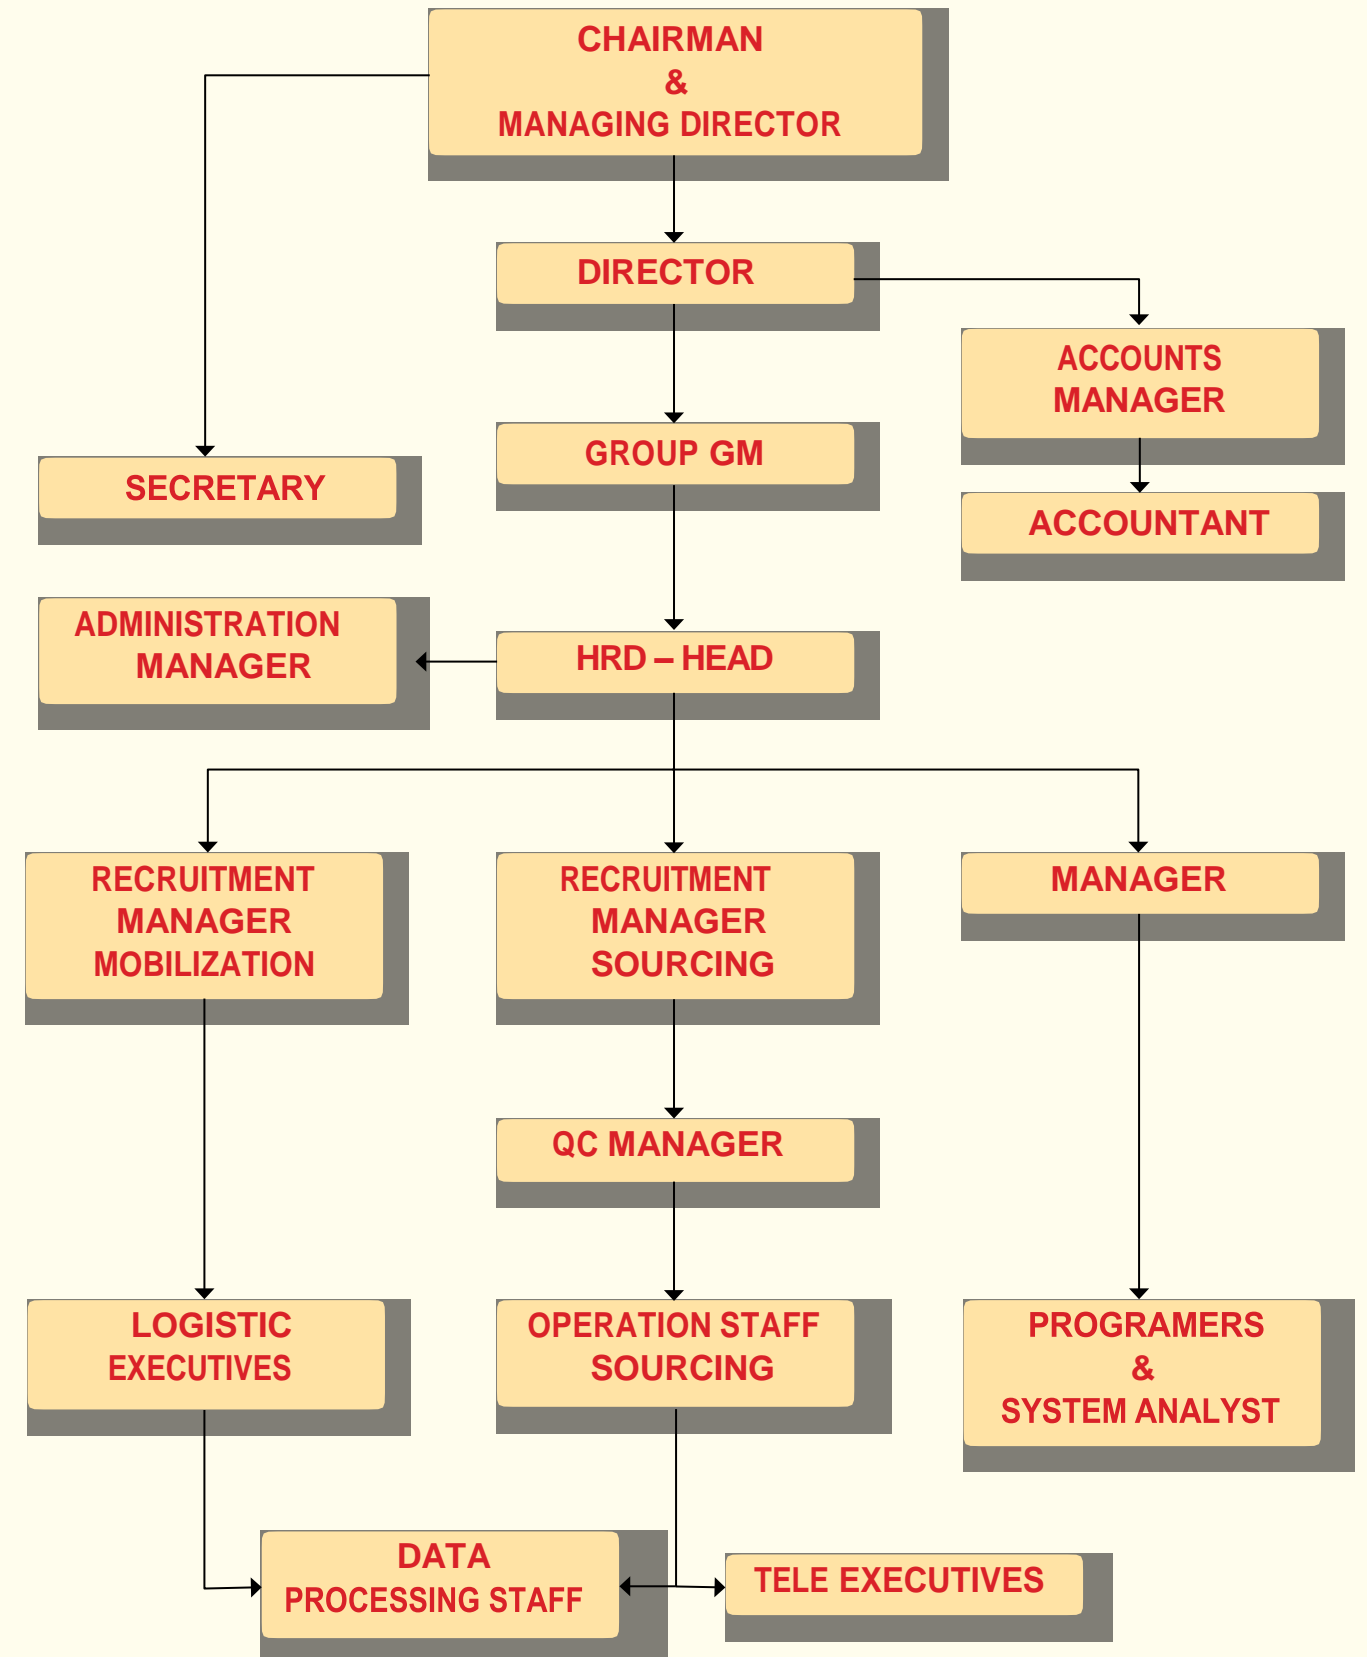 CHAIRMAN
&
MANAGING DIRECTOR
DIRECTOR
ACCOUNTS
MANAGER
GROUP GM
SECRETARY
ACCOUNTANT
ADMINISTRATION
MANAGER
HRD – HEAD
RECRUITMENT
MANAGER
MOBILIZATION
RECRUITMENT
MANAGER
SOURCING
MANAGER
QC MANAGER
LOGISTIC
EXECUTIVES
OPERATION STAFF
SOURCING
PROGRAMERS
&
SYSTEM ANALYST
DATA
PROCESSING STAFF
TELE EXECUTIVES